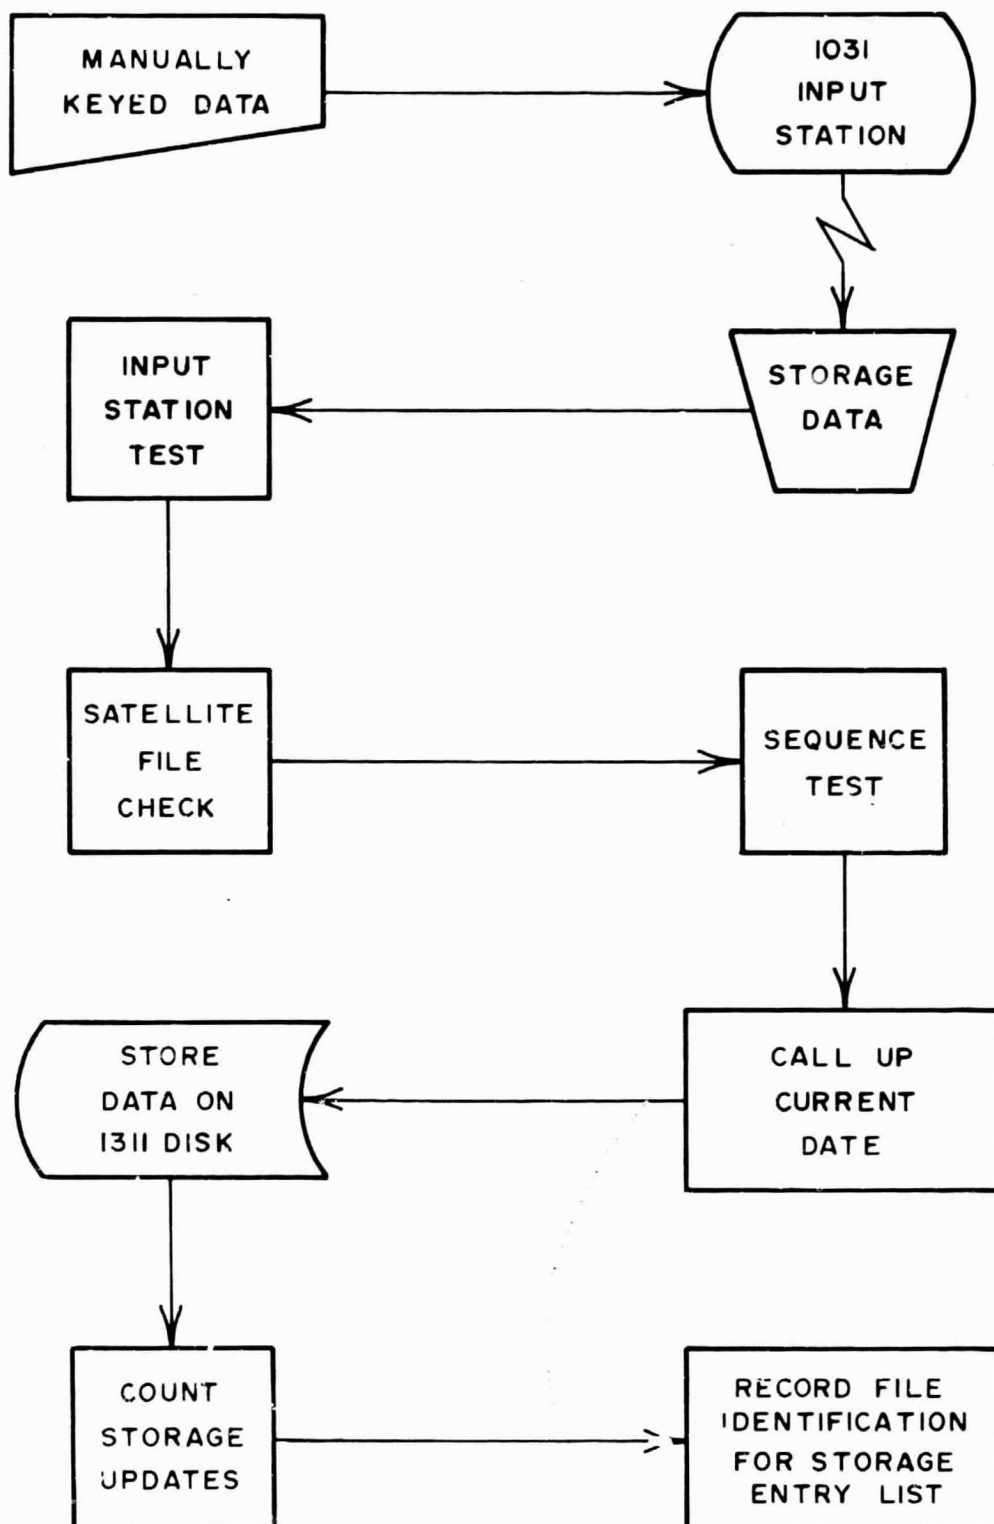 MANUALLY
KEYED DATA
1031
INPUT
STATION
STORAGE
DATA
INPUT
STATION
TEST
SATELLITE
FILE
CHECK
SEQUENCE
TEST
CALL UP
CURRENT
DATE
STORE
DATA ON
1311 DISK
COUNT
STORAGE
UPDATES
RECORD FILE
IDENTIFICATION
FOR STORAGE
ENTRY LIST